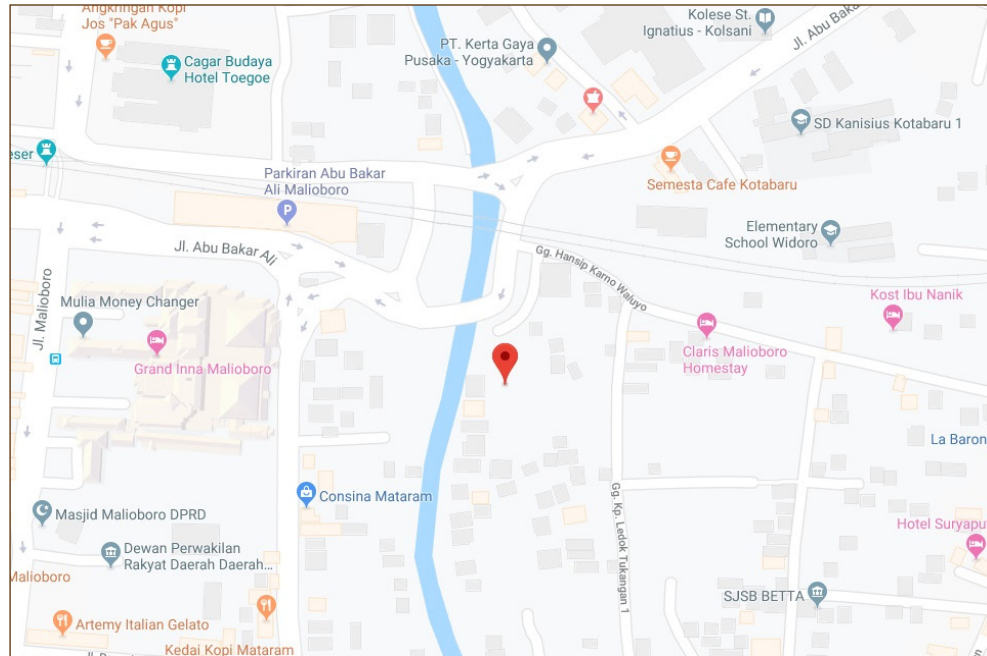 Angkringan Kopi
Jos "Pak Agus"
Cagar Budaya
Hotel Toegoe
PT. Kerta Gaya
Pusaka - Yogyakarta
Kolese St.
Ignatius - Kolsani
Jl. Abu Bakar
SD Kanisius Kotabaru 1
eser
Parkiran Abu Bakar
Ali Malioboro
P
Semesta Cafe Kotabaru
Elementary
School Widoro
Jl. Abu Bakar Ali
Gg. Hansip Karno Waluyo
Kost Ibu Nanik
Mulia Money Changer
Jl. Malioboro
Grand Inna Malioboro
Claris Malioboro
Homestay
La Baron
Consina Mataram
Gg. Kp. Ledok Tukangan 1
Masjid Malioboro DPRD
Hotel Suryaput
Dewan Perwakilan
Rakyat Daerah Daerah...
Malioboro
SJSB BETTA
Artemy Italian Gelato
Kedai Kopi Mataram